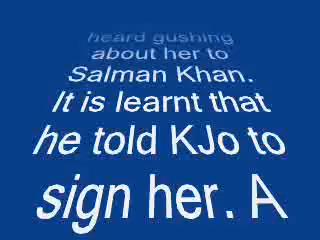 heard gushing
about her to
Salman Khan.
It is learnt that
he told KJo to
sign her. A